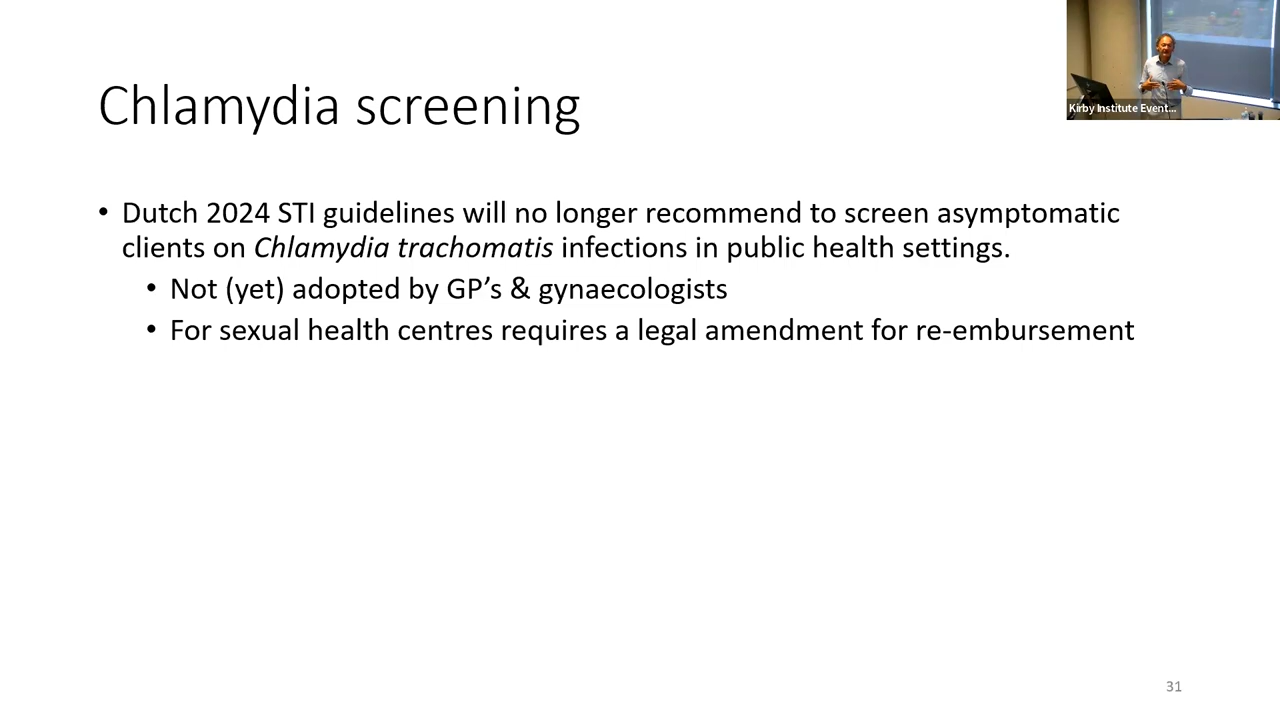 Chlamydia screening
Kirby Institute Event...
• Dutch 2024 STI guidelines will no longer recommend to screen asymptomatic
clients on Chlamydia trachomatis infections in public health settings.
• Not (yet) adopted by GP’s & gynaecologists
• For sexual health centres requires a legal amendment for re-embursement
31